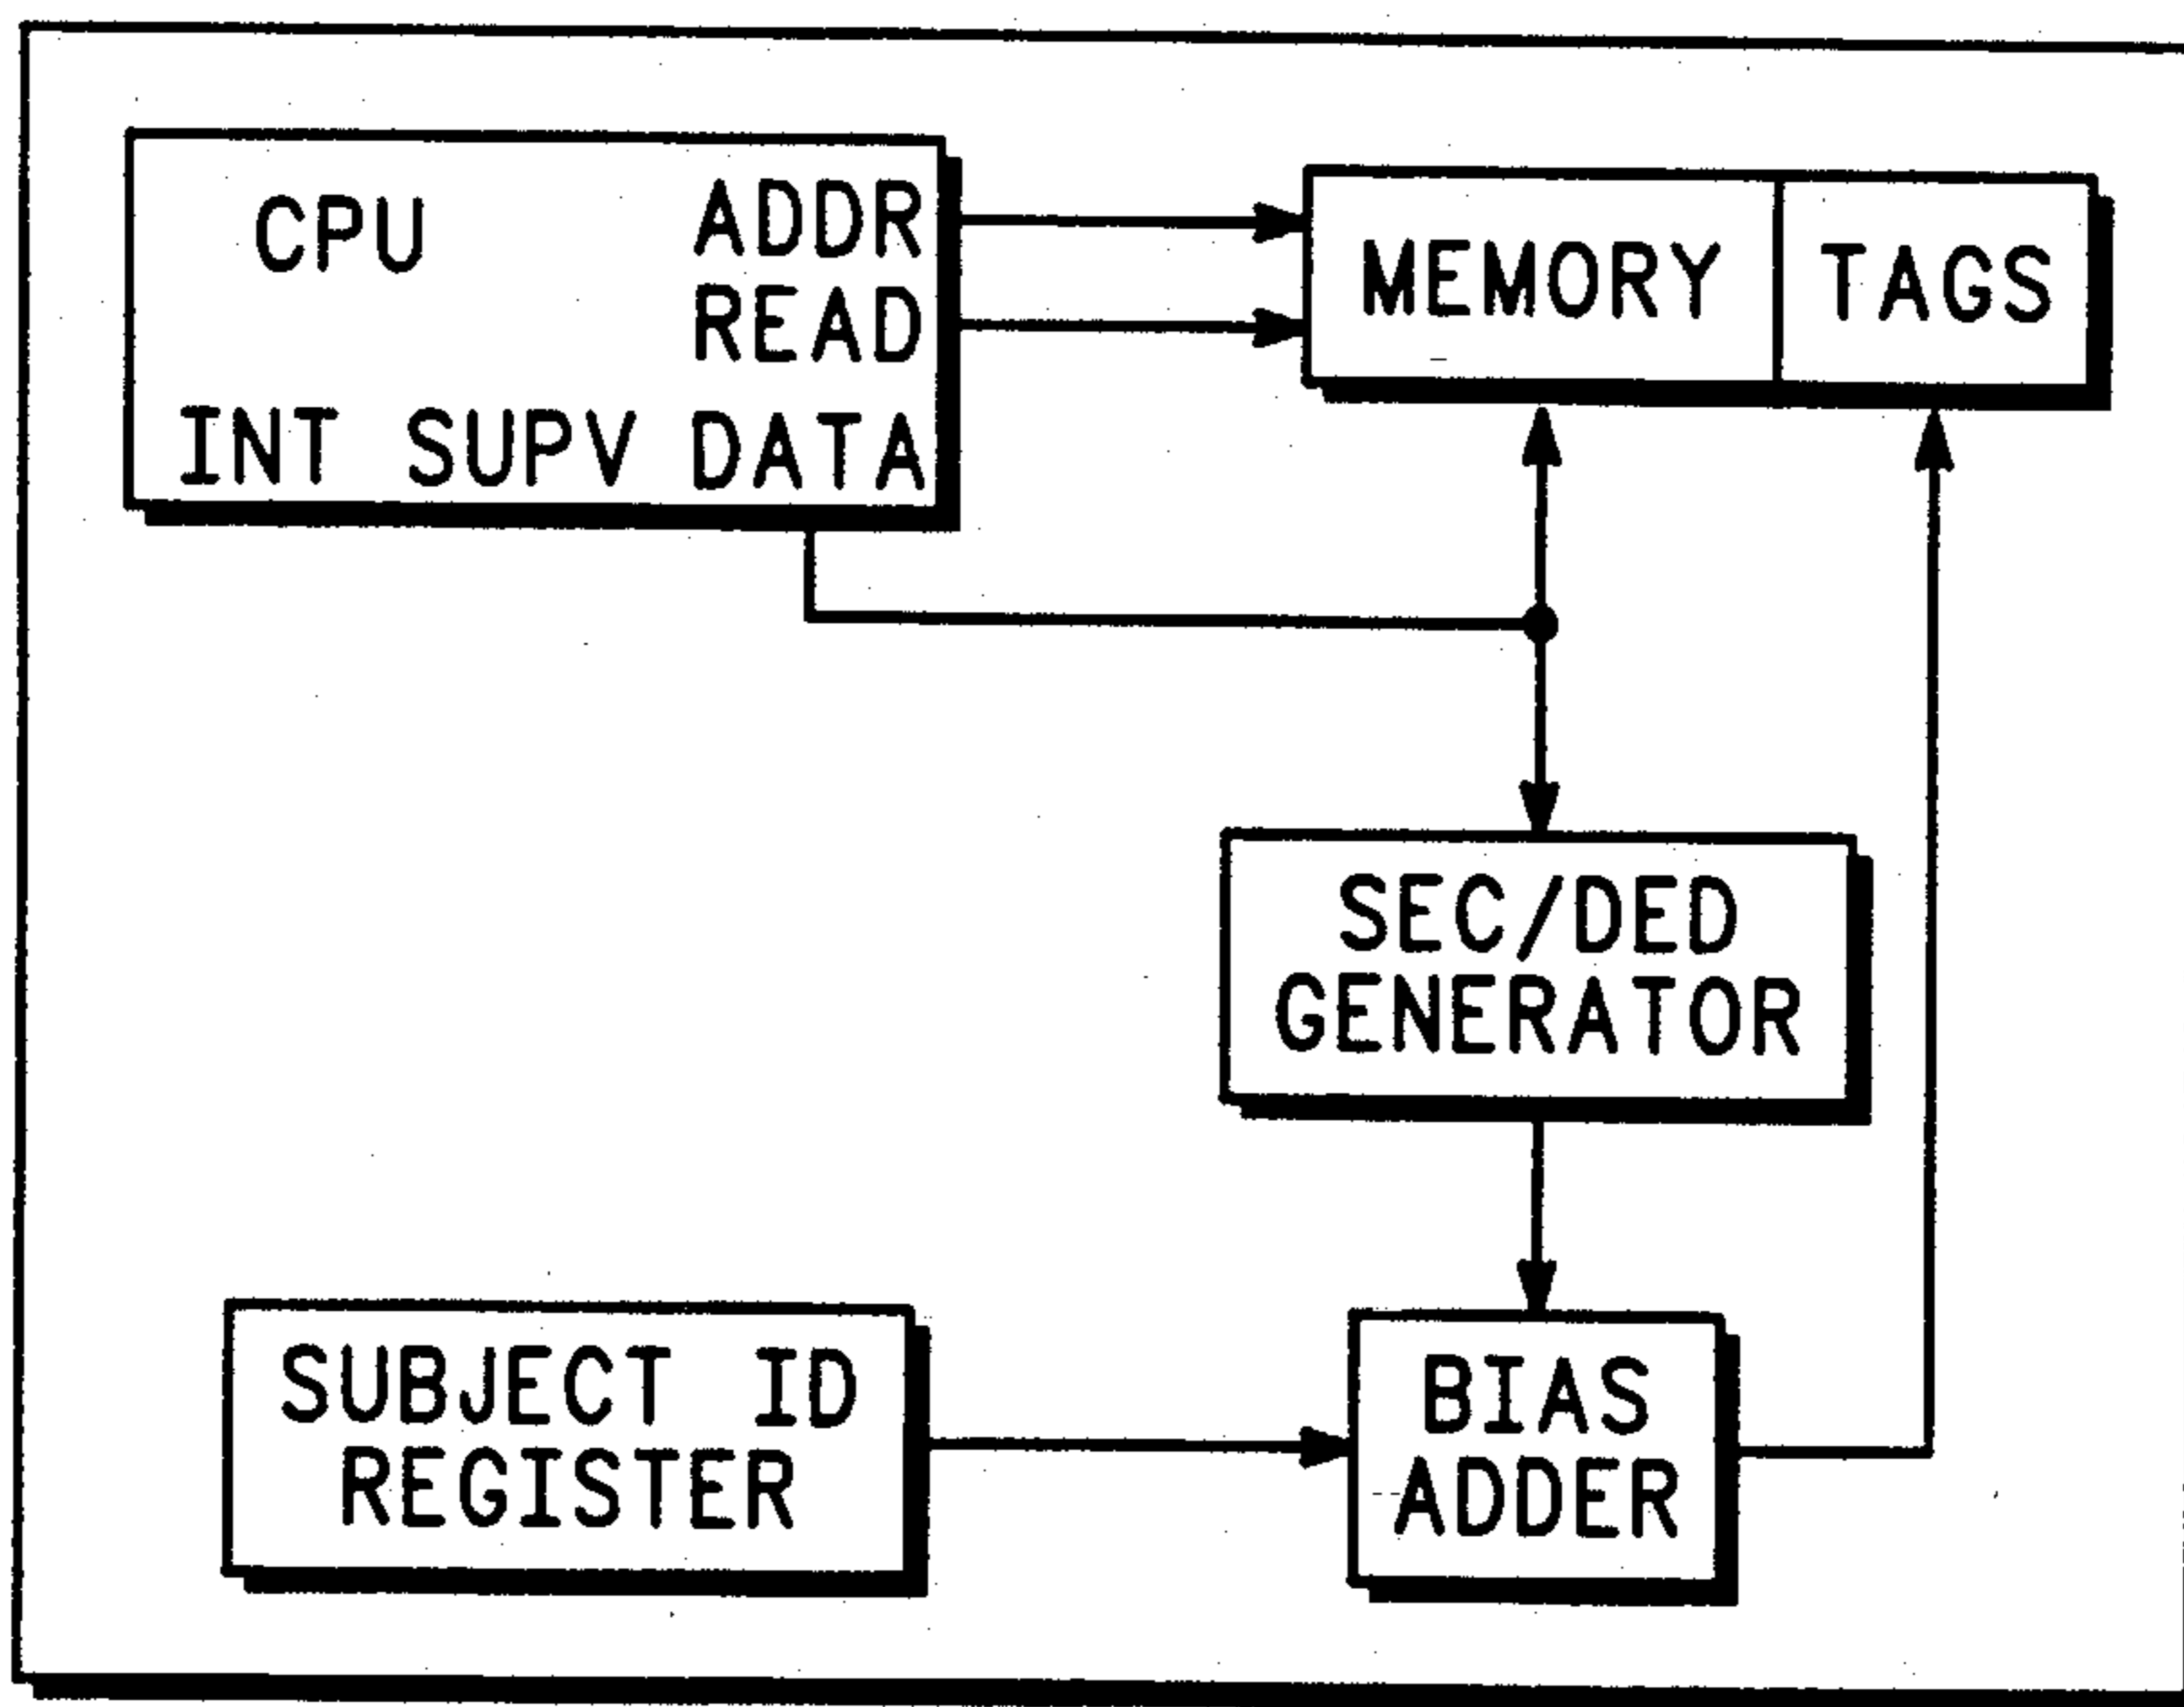 CPU ADDR
READ
INT SUPV DATA
MEMORY TAGS
SEC/DED
GENERATOR
SUBJECT ID
REGISTER
BIAS
ADDER